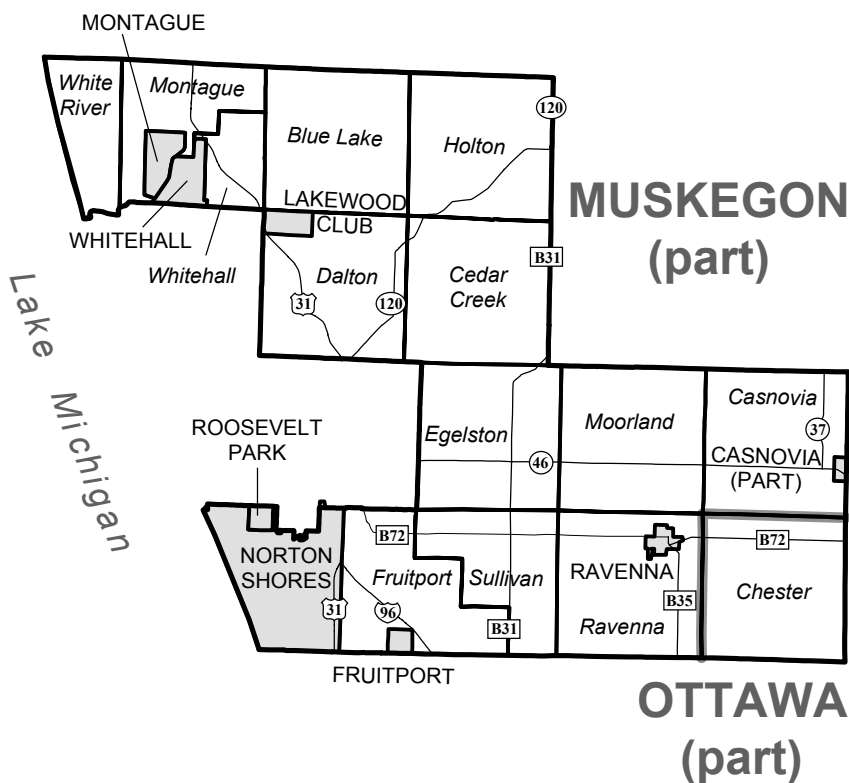 MONTAGUE
White
River
Montague
Blue Lake
Holton
120
MUSKEGON
(part)
LAKEWOOD
CLUB
WHITEHALL
Whitehall
Dalton
Cedar
Creek
B31
31
120
Lake Michigan
Casnovia
37
ROOSEVELT
PARK
Egelston
Moorland
46
CASNOVIA
(PART)
B72
B72
NORTON
SHORES
Fruitport
Sullivan
RAVENNA
Chester
31
96
B31
Ravenna
B35
FRUITPORT
OTTAWA
(part)